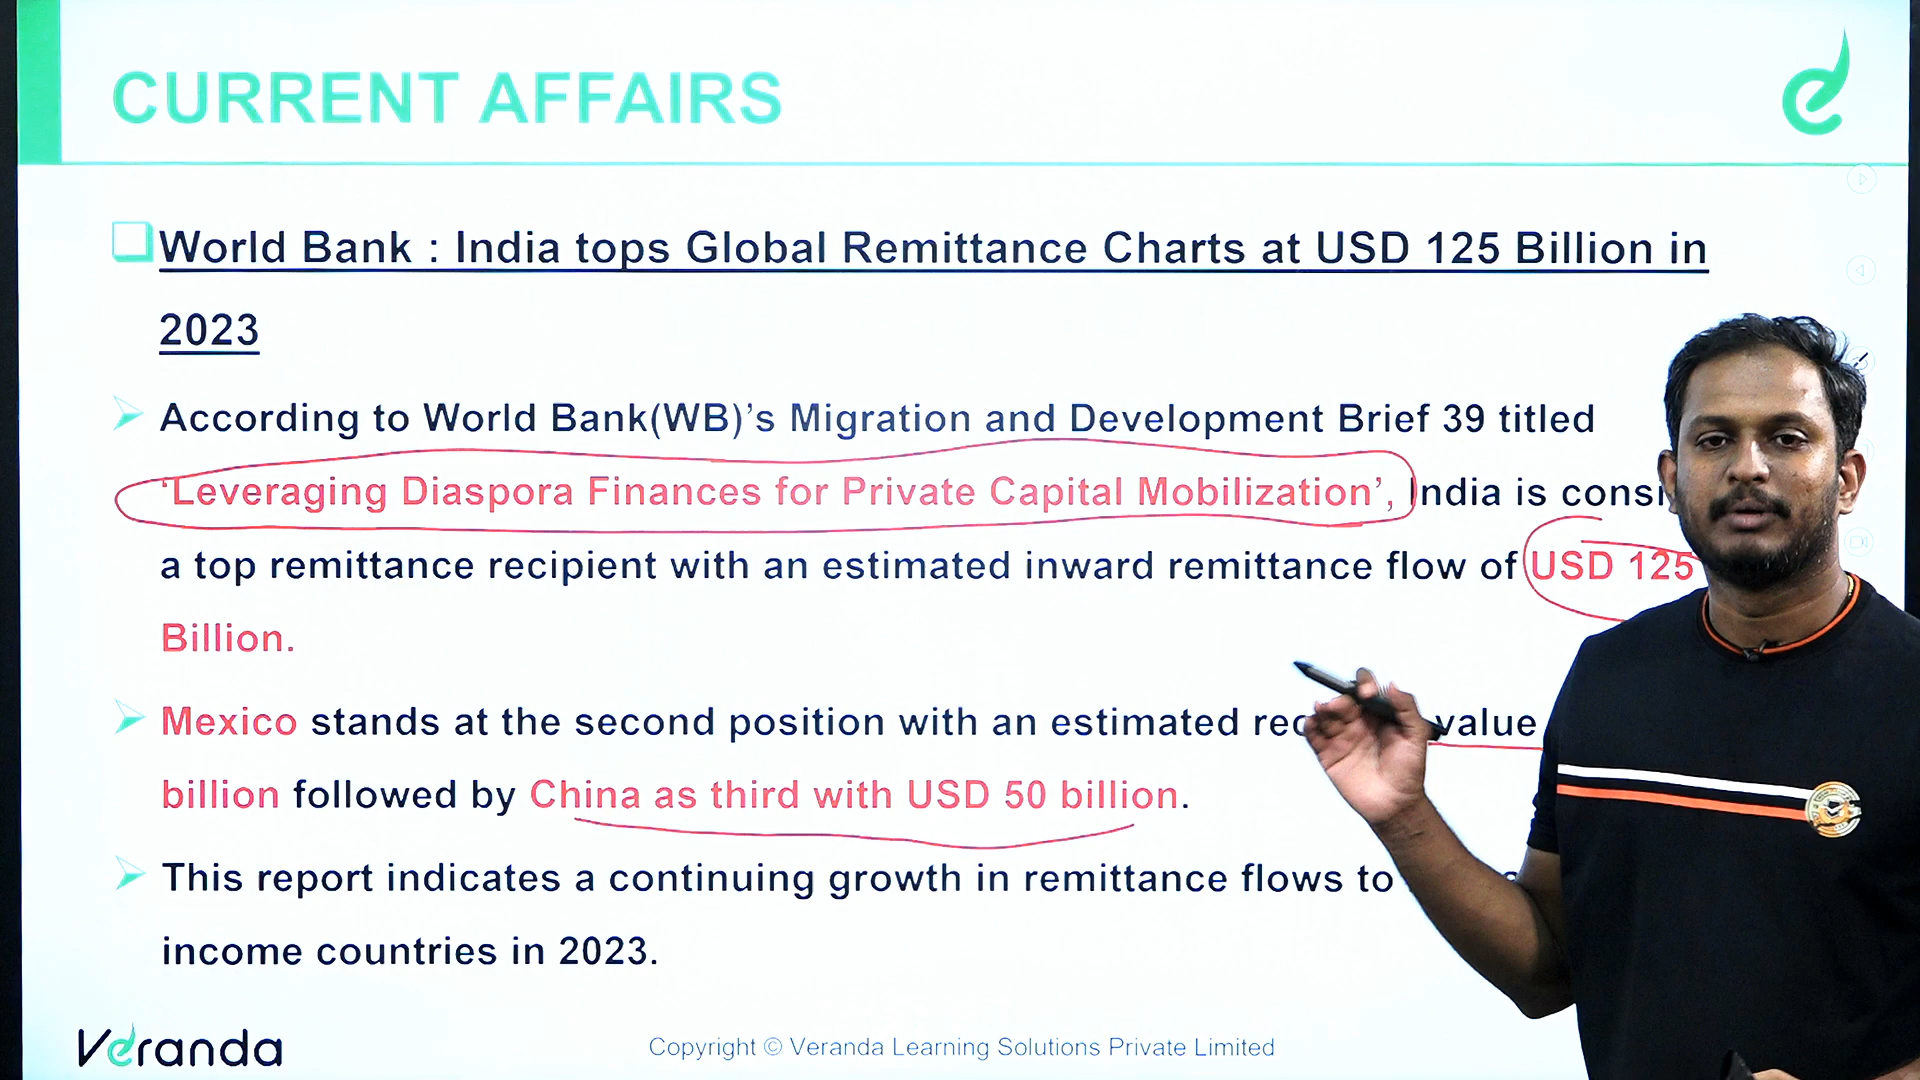 CURRENT AFFAIRS
World Bank : India tops Global Remittance Charts at USD 125 Billion in
2023
According to World Bank(WB)’s Migration and Development Brief 39 titled
‘Leveraging Diaspora Finances for Private Capital Mobilization’, India is
a top remittance recipient with an estimated inward remittance flow of USD 125
Billion.
Mexico stands at the second position with an estimated value
billion followed by China as third with USD 50 billion.
This report indicates a continuing growth in remittance flows to
income countries in 2023.
Veranda
Copyright © Veranda Learning Solutions Private Limited